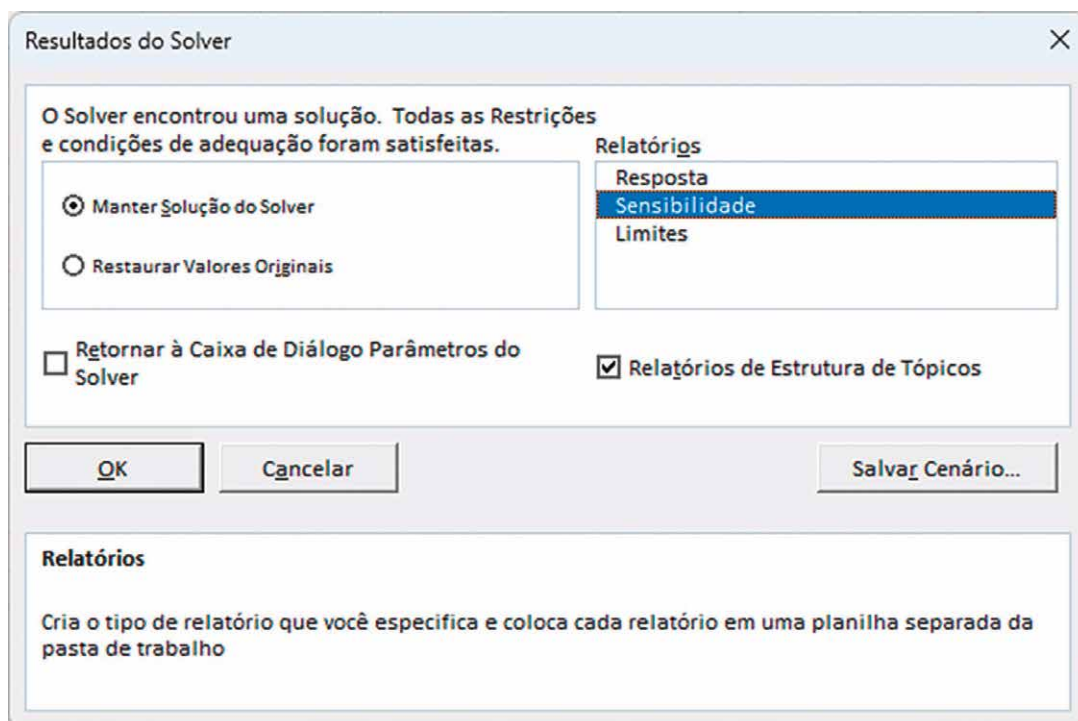 Resultados do Solver
O Solver encontrou uma solução. Todas as Restrições
e condições de adequação foram satisfeitas.
Relatórios
Resposta
Sensibilidade
Limites
Manter Solução do Solver
Restaurar Valores Originais
Retornar à Caixa de Diálogo Parâmetros do
Solver
Relatórios de Estrutura de Tópicos
OK
Cancelar
Salvar Cenário...
Relatórios
Cria o tipo de relatório que você especifica e coloca cada relatório em uma planilha separada da
pasta de trabalho